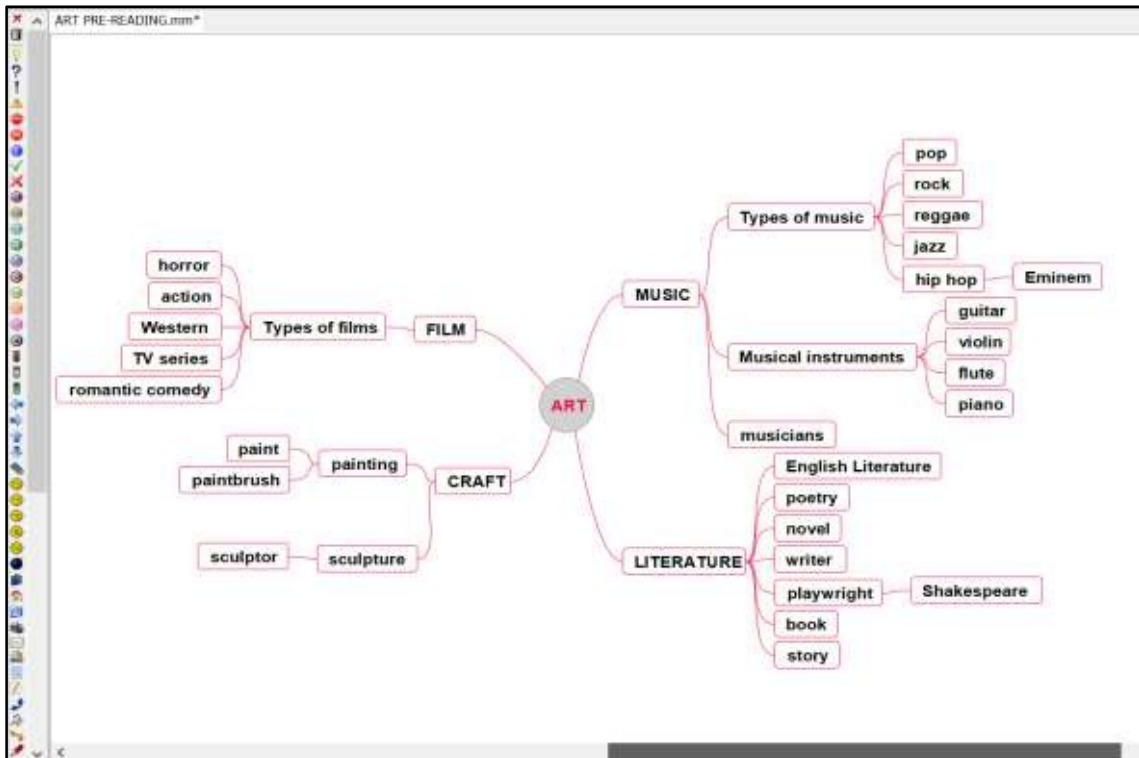 ART PRE-READING.mm*
ART
MUSIC
Types of music
pop
rock
reggae
jazz
hip hop
Eminem
Musical instruments
guitar
violin
flute
piano
musicians
LITERATURE
English Literature
poetry
novel
writer
playwright
Shakespeare
book
story
FILM
Types of films
horror
action
Western
TV series
romantic comedy
CRAFT
painting
paint
paintbrush
sculpture
sculptor